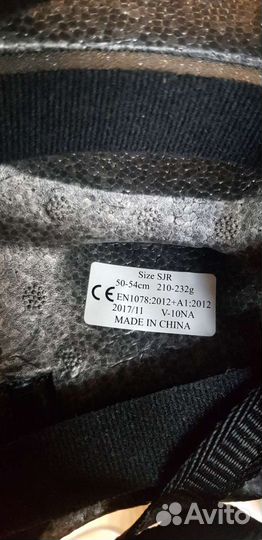 Size SJR
50-54cm 210-232g
CE EN1078:2012+A1:2012
2017/11 V-10NA
MADE IN CHINA
Avito